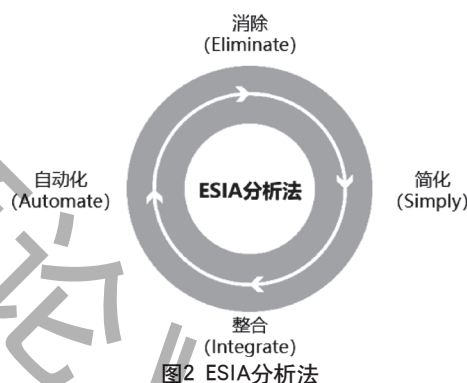 消除
(Eliminate)
自动化
(Automate)
ESIA分析法
简化
(Simply)
整合
(Integrate)
图2 ESIA分析法
论